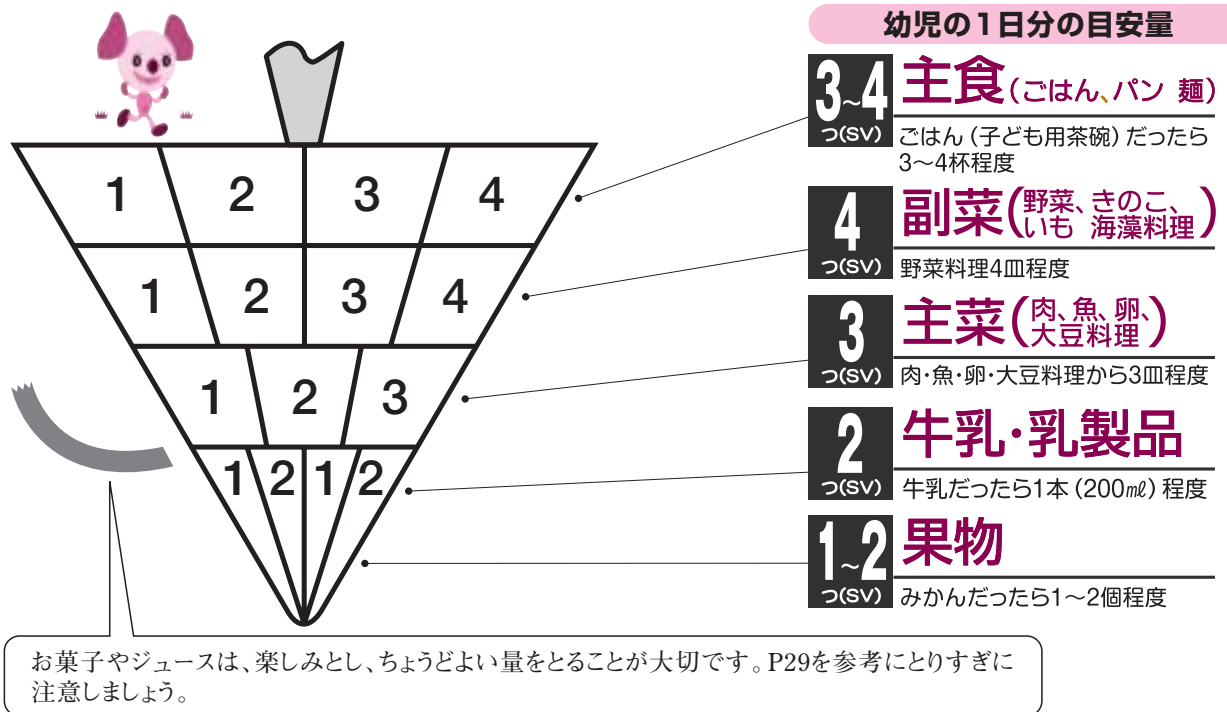 幼児の1日分の目安量
3~4
つ(SV)
主食(ごはん、パン 麺)
ごはん(子ども用茶碗)だったら
3~4杯程度
4
つ(SV)
副菜(野菜、きのこ、
いも 海藻料理)
野菜料理4皿程度
3
つ(SV)
主菜(肉、魚、卵、
大豆料理)
肉・魚・卵・大豆料理から3皿程度
2
つ(SV)
牛乳・乳製品
牛乳だったら1本(200㎖)程度
1~2
つ(SV)
果物
みかんだったら1~2個程度
1 2 3 4
1 2 3 4
1 2 3
1 2 1 2
お菓子やジュースは、楽しみとし、ちょうどよい量をとることが大切です。P29を参考にとりすぎに
注意しましょう。